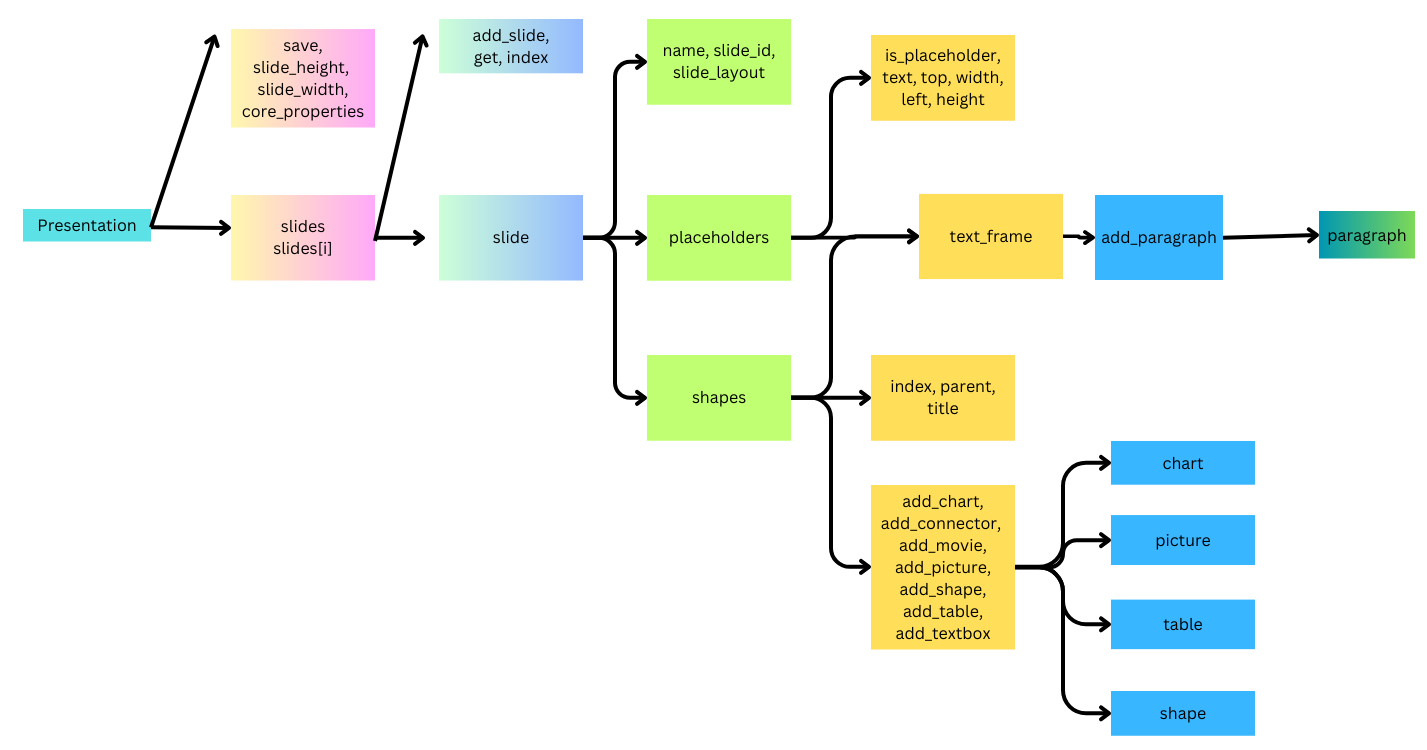 Presentation
save,
slide_height,
slide_width,
core_properties
slides
slides[i]
add_slide,
get, index
slide
name, slide_id,
slide_layout
placeholders
shapes
is_placeholder,
text, top, width,
left, height
text_frame
add_paragraph
paragraph
index, parent,
title
add_chart,
add_connector,
add_movie,
add_picture,
add_shape,
add_table,
add_textbox
chart
picture
table
shape